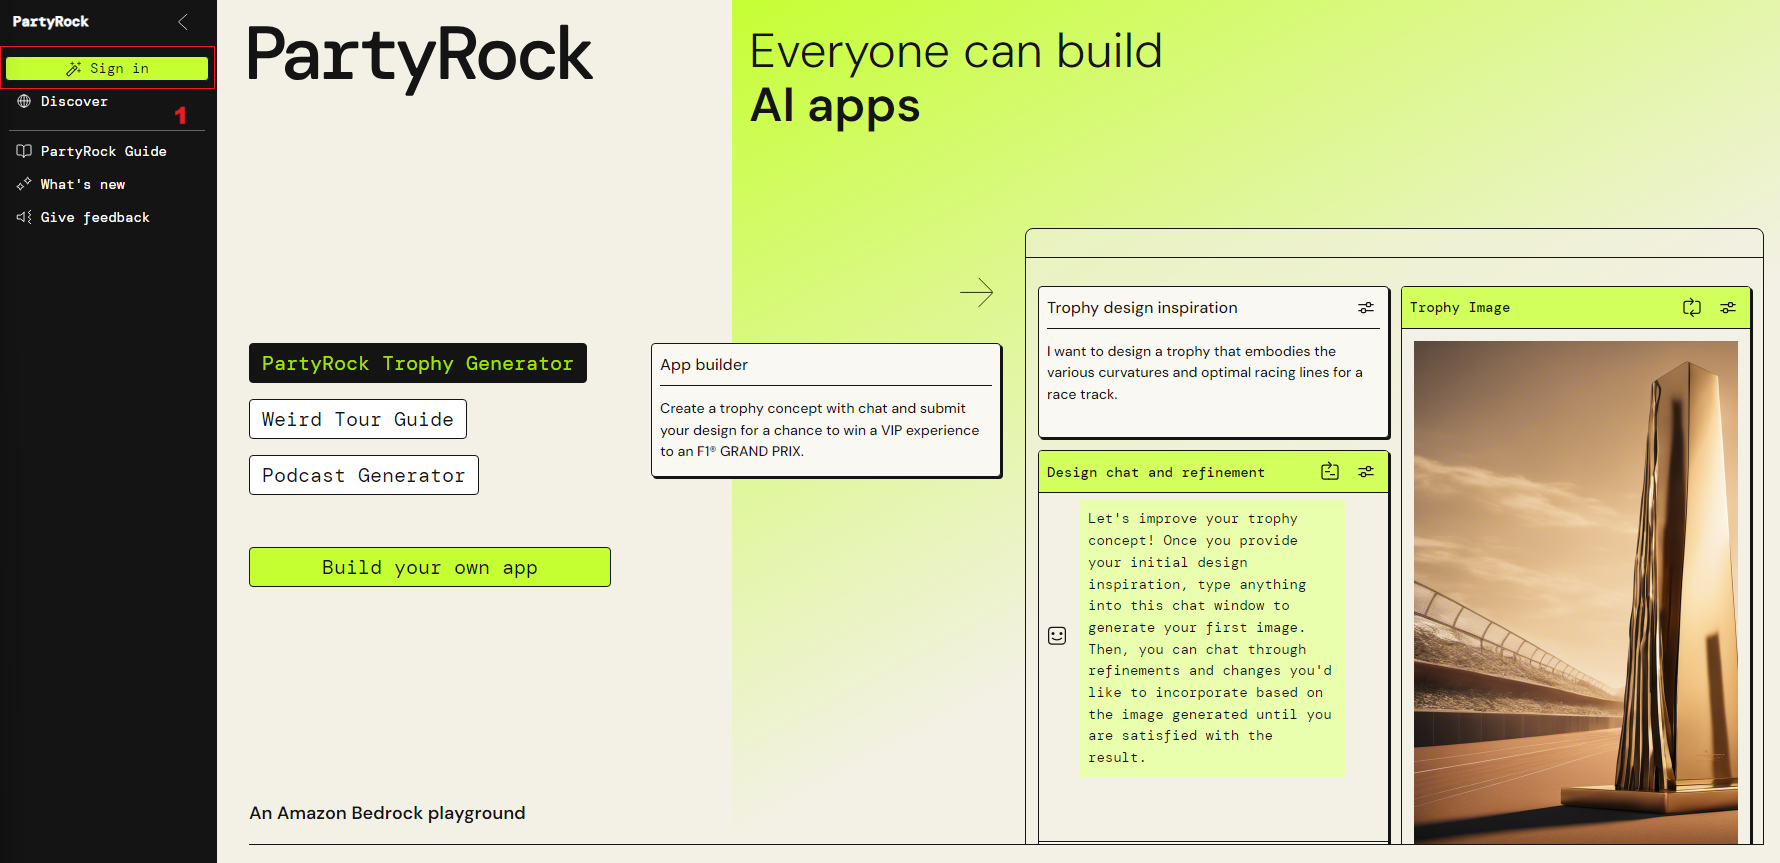 PartyRock
Sign in
Discover
1
PartyRock Guide
What's new
Give feedback
PartyRock
Everyone can build
AI apps
PartyRock Trophy Generator
Weird Tour Guide
Podcast Generator
Build your own app
An Amazon Bedrock playground
App builder
Create a trophy concept with chat and submit
your design for a chance to win a VIP experience
to an F1® GRAND PRIX.
Trophy design inspiration
I want to design a trophy that embodies the
various curvatures and optimal racing lines for a
race track.
Design chat and refinement
Let's improve your trophy
concept! Once you provide
your initial design
inspiration, type anything
into this chat window to
generate your first image.
Then, you can chat through
refinements and changes you'd
like to incorporate based on
the image generated until you
are satisfied with the
result.
Trophy Image